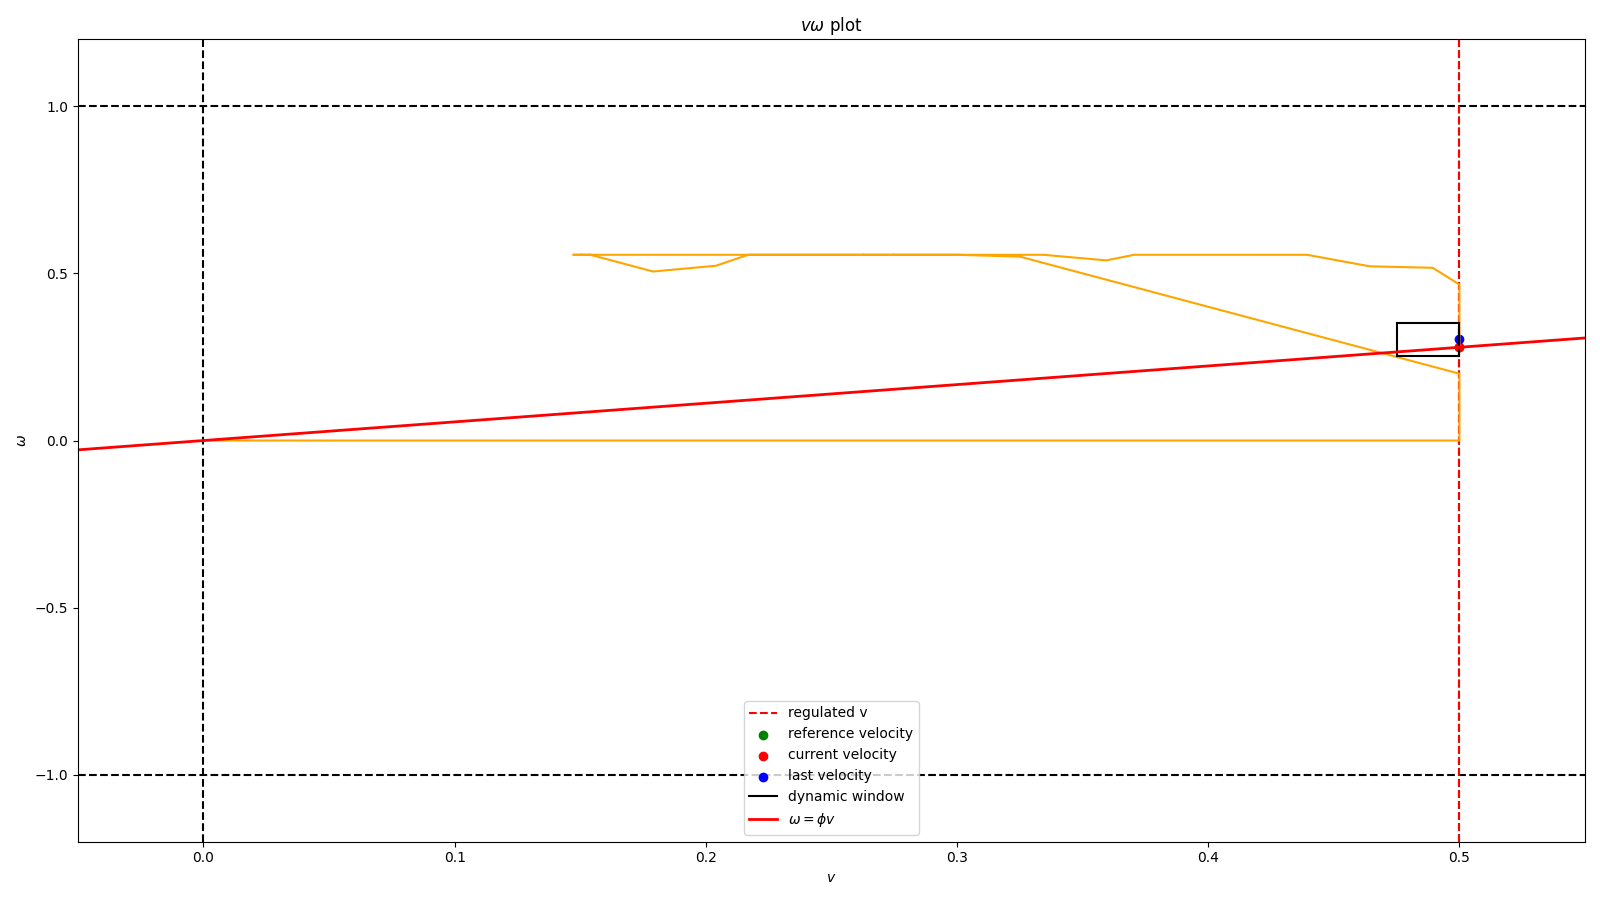 vω plot
1.0
0.5
0.0
−0.5
−1.0
ω
regulated v
reference velocity
current velocity
last velocity
dynamic window
ω = ϕv
0.0 0.1 0.2 0.3 0.4 0.5
v